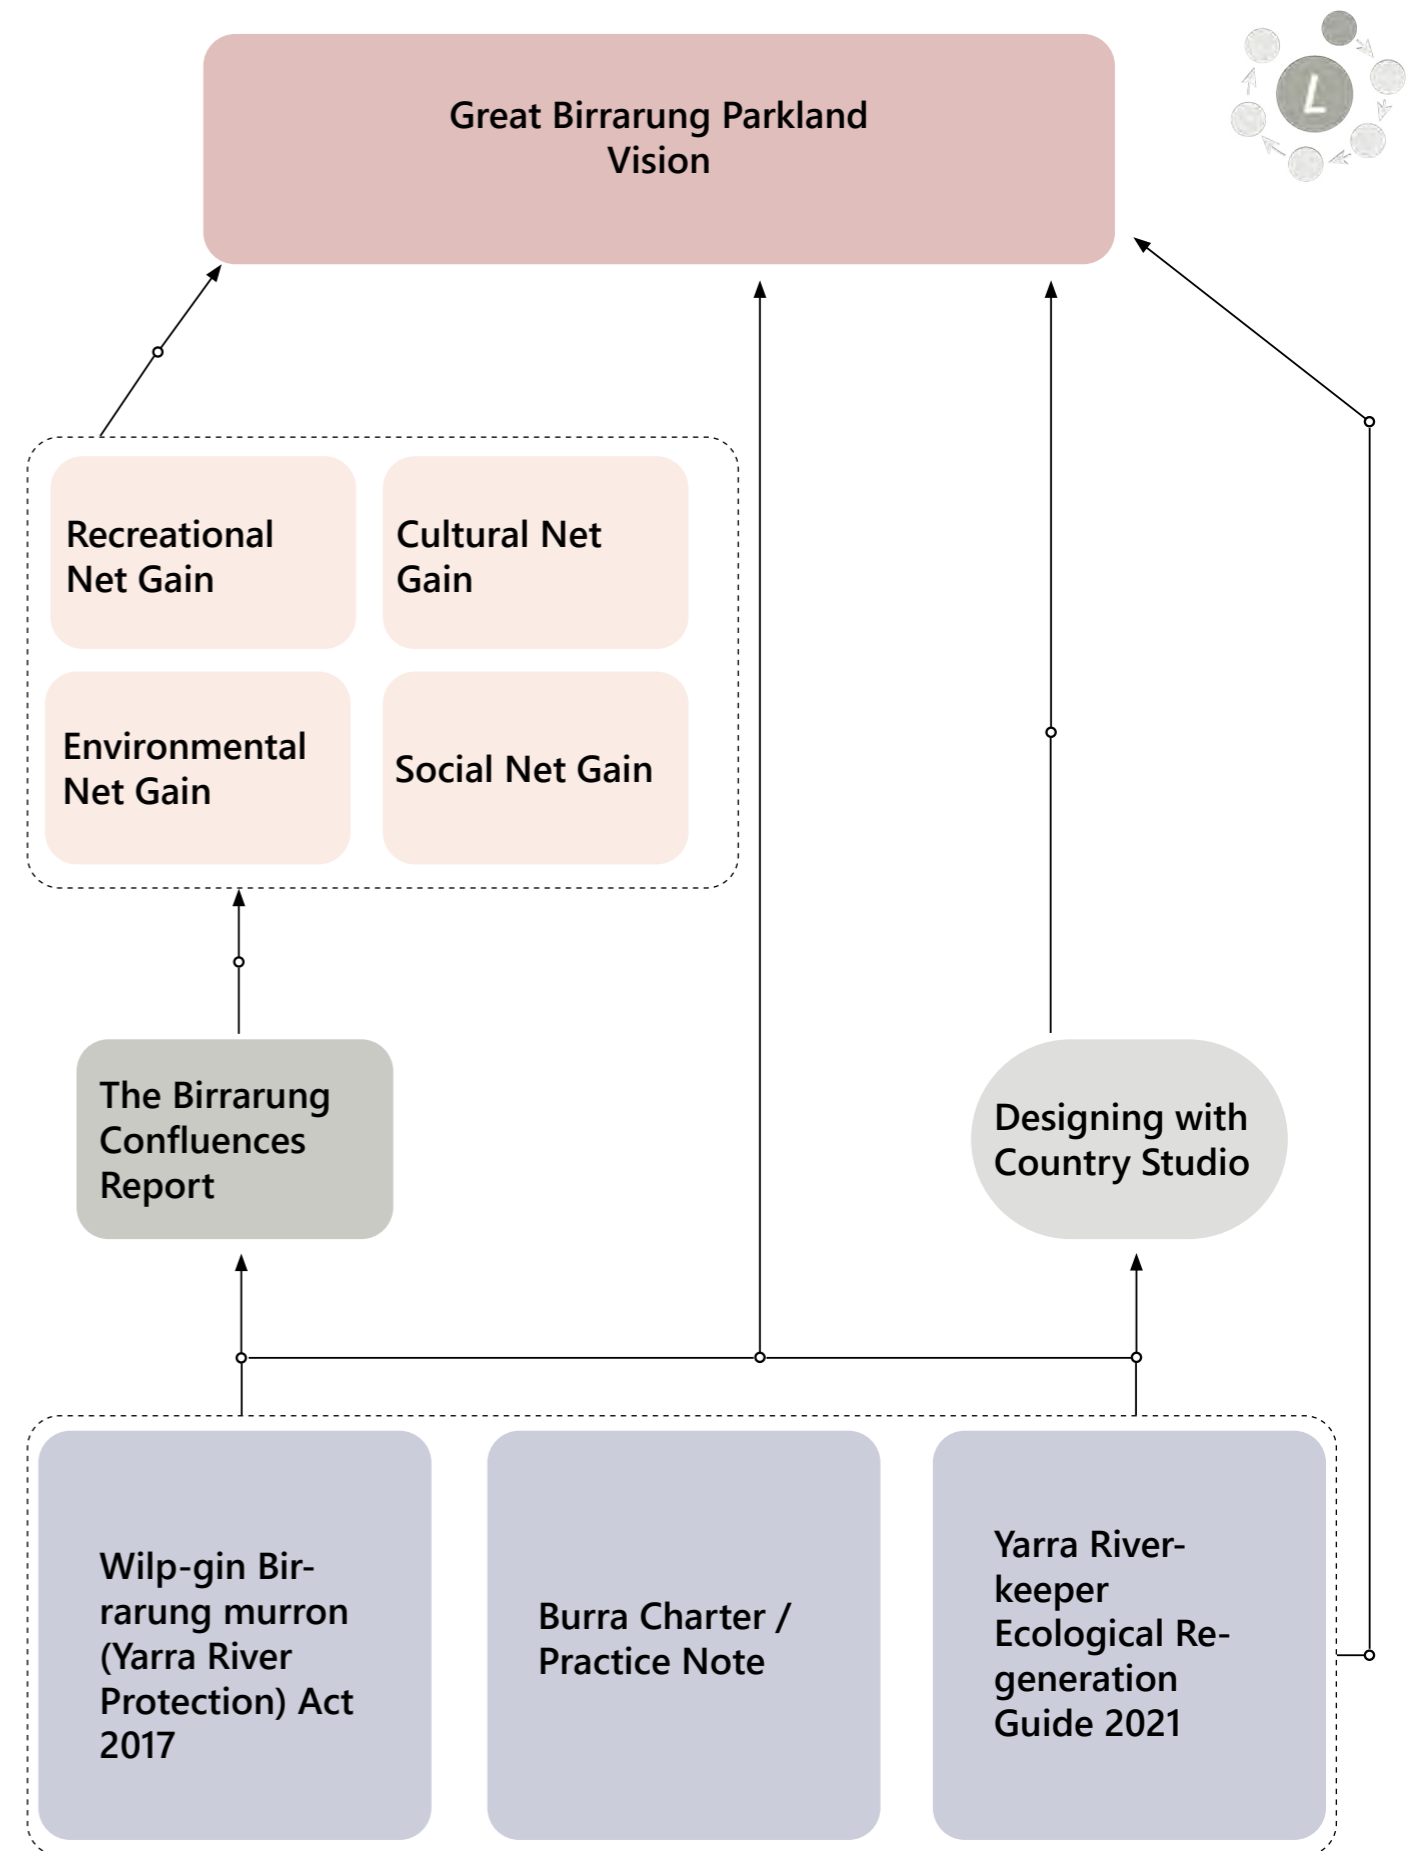 Great Birrarung Parkland
Vision
L
Recreational
Net Gain
Cultural Net
Gain
Environmental
Net Gain
Social Net Gain
The Birrarung
Confluences
Report
Designing with
Country Studio
Wilp-gin Bir-
rarung murron
(Yarra River
Protection) Act
2017
Burra Charter /
Practice Note
Yarra River-
keeper
Ecological Re-
generation
Guide 2021